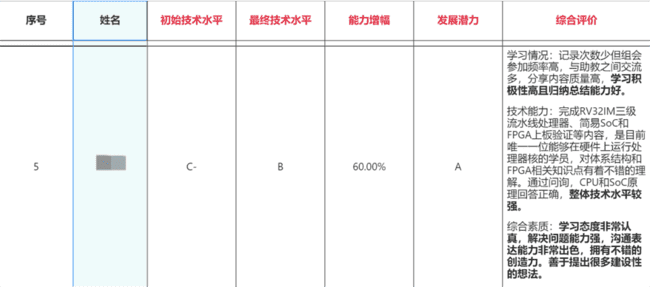 序号 姓名 初始技术水平 最终技术水平 能力增幅 发展潜力 综合评价
5 C- B 60.00% A
学习情况：记录次数少但组会
参加频率高，与助教之间交流
多，分享内容质量高，学习积
极性高且归纳总结能力好。
技术能力：完成RV32IM三级
流水线处理器、简易SoC和
FPGA上板验证等内容，是目前
唯一一位能够在硬件上运行处
理器核的学员，对体系结构和
FPGA相关知识点有着不错的理
解。通过问询，CPU和SoC原
理回答正确，整体技术水平较
强。
综合素质：学习态度非常认
真，解决问题能力强，沟通表
达能力非常出色，拥有不错的
创造力。善于提出很多建设性
的想法。